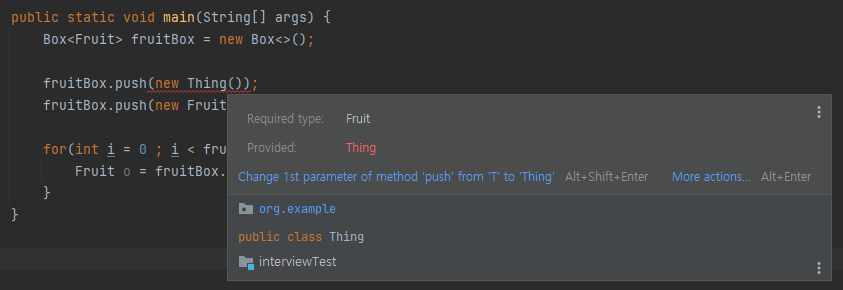 public static void main(String[] args) {
Box<Fruit> fruitBox = new Box<>();
fruitBox.push(new Thing());
fruitBox.push(new Fruit
for(int i = 0 ; i < fru
Fruit o = fruitBox.
}
}
Required type: Fruit
Provided: Thing
Change 1st parameter of method 'push' from 'T' to 'Thing' Alt+Shift+Enter More actions... Alt+Enter
org.example
public class Thing
interviewTest